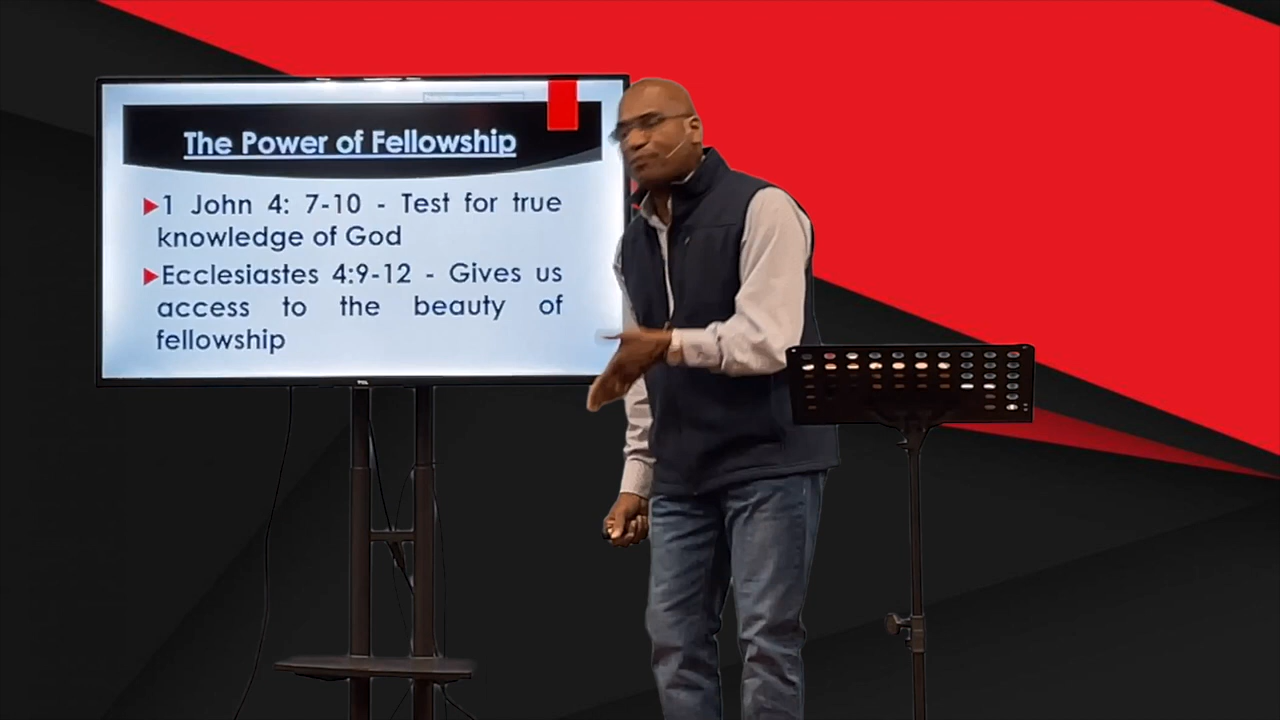 The Power of Fellowship
1 John 4: 7-10 - Test for true
knowledge of God
Ecclesiastes 4:9-12 - Gives us
access to the beauty of
fellowship
TCL